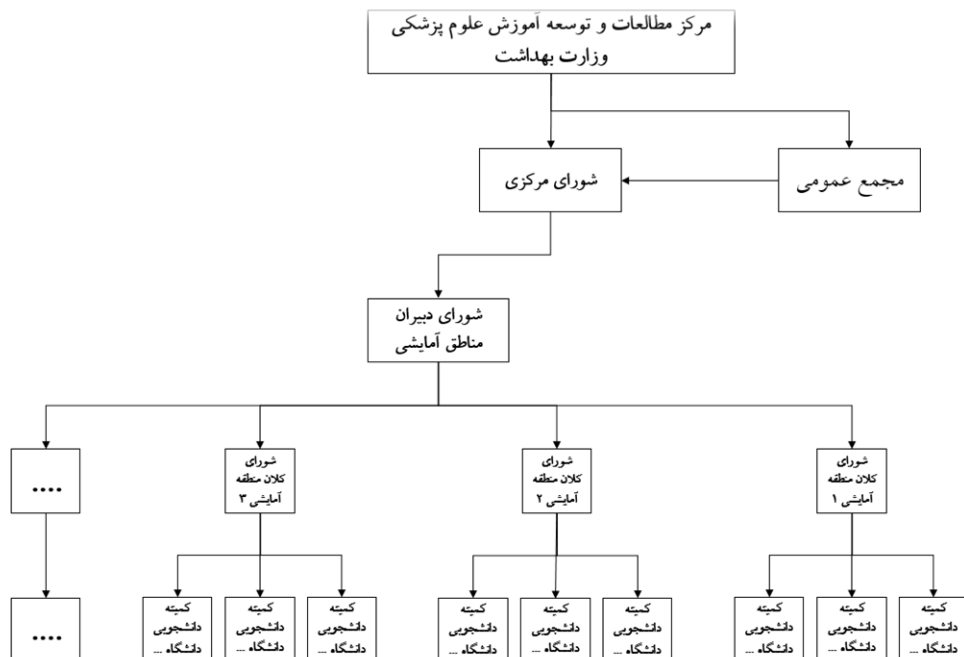 مرکز مطالعات و توسعه آموزش علوم پزشکی
وزارت بهداشت
مجمع عمومی
شورای مرکزی
شورای دبیران
مناطق آمایشی
شورای
کلان منطقه
آمایشی ۱
شورای
کلان منطقه
آمایشی ۲
شورای
کلان منطقه
آمایشی ۳
....
کمیته
دانشجویی
دانشگاه ...
کمیته
دانشجویی
دانشگاه ...
کمیته
دانشجویی
دانشگاه ...
کمیته
دانشجویی
دانشگاه ...
کمیته
دانشجویی
دانشگاه ...
کمیته
دانشجویی
دانشگاه ...
کمیته
دانشجویی
دانشگاه ...
کمیته
دانشجویی
دانشگاه ...
کمیته
دانشجویی
دانشگاه ...
....